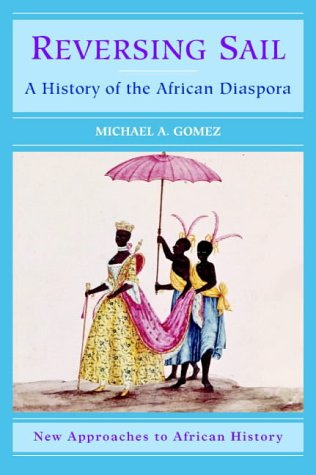 REVERSING SAIL
A HISTORY OF THE AFRICAN DIASPORA
MICHAEL A. GOMEZ
New Approaches to African History